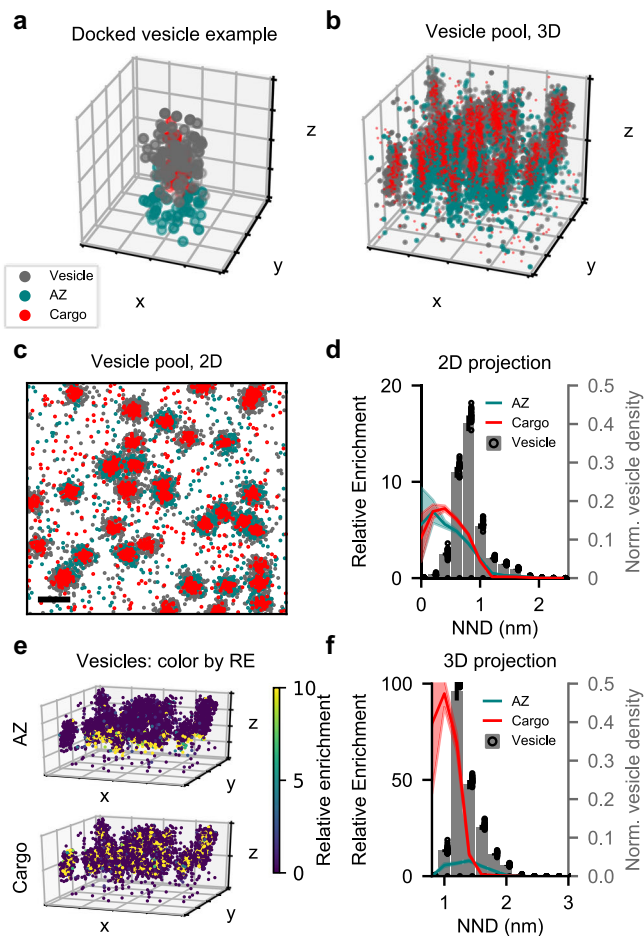 a
Docked vesicle example
z
y
x
Vesicle
AZ
Cargo
b
Vesicle pool, 3D
z
y
x
c
Vesicle pool, 2D
d
2D projection
Relative Enrichment
20
10
0
AZ
Cargo
Vesicle
0.5
0.4
0.3
0.2
0.1
0
Norm. vesicle density
0
1
2
NND (nm)
e
Vesicles: color by RE
AZ
z
y
x
Cargo
z
y
x
10
5
0
Relative enrichment
f
3D projection
Relative Enrichment
100
50
0
AZ
Cargo
Vesicle
0.5
0.4
0.3
0.2
0.1
0.0
Norm. vesicle density
1
2
3
NND (nm)